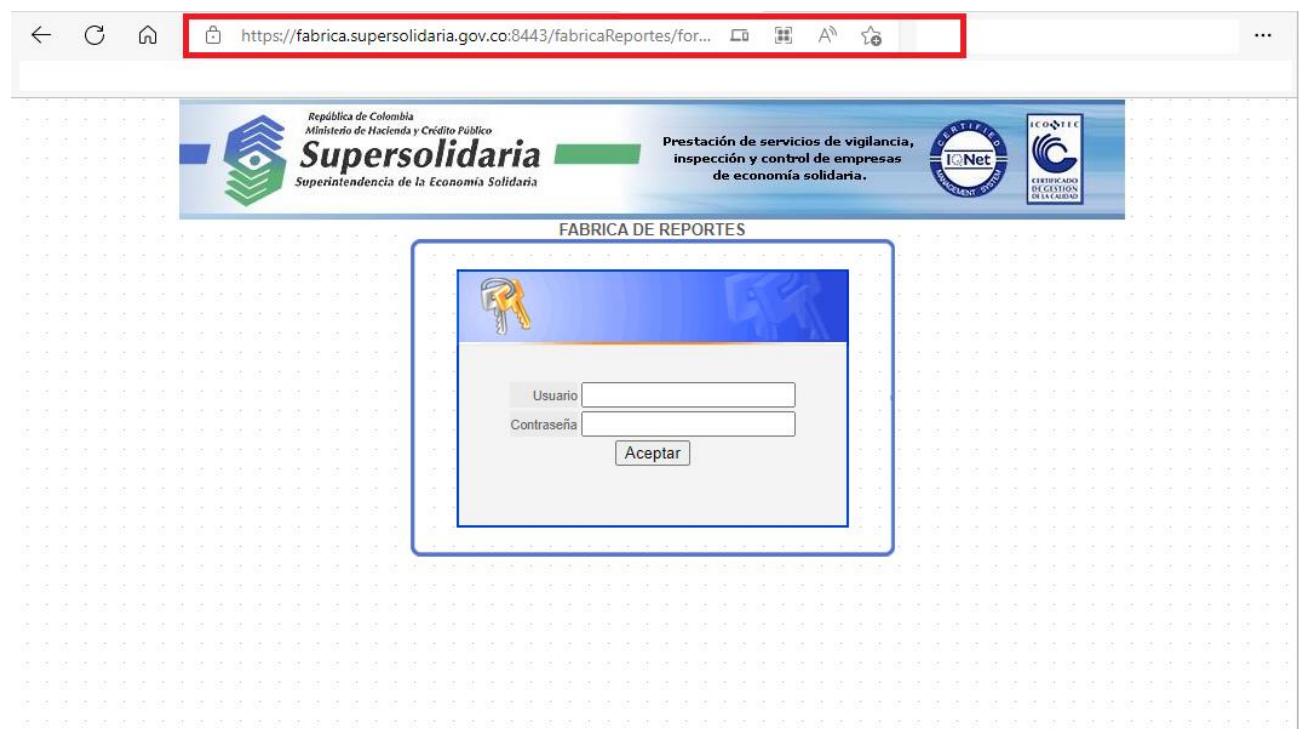 https://fabrica.supersolidaria.gov.co:8443/fabricaReportes/for...
República de Colombia
Ministerio de Hacienda y Crédito Público
Supersolidaria
Superintendencia de la Economía Solidaria
Prestación de servicios de vigilancia,
inspección y control de empresas
de economía solidaria.
CERTIFIED
IQNet
MANAGEMENT SYSTEM
ICONTEC
CERTIFICADO
DE GESTIÓN
DE LA CALIDAD
FABRICA DE REPORTES
Usuario
Contraseña
Aceptar